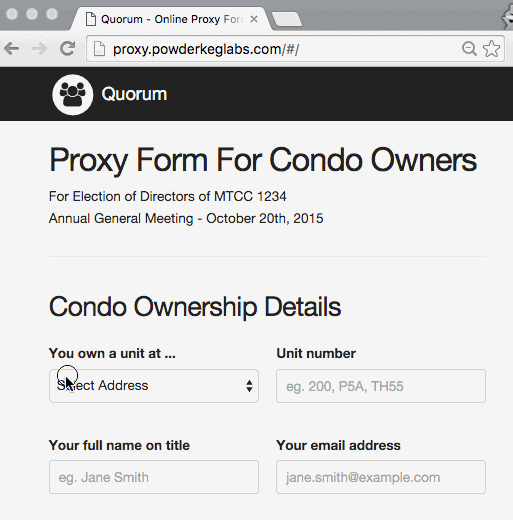 Quorum - Online Proxy For
proxy.powderkeglabs.com/#/
Quorum
Proxy Form For Condo Owners
For Election of Directors of MTCC 1234
Annual General Meeting - October 20th, 2015
Condo Ownership Details
You own a unit at ...
Unit number
Select Address
eg. 200, P5A, TH55
Your full name on title
Your email address
eg. Jane Smith
jane.smith@example.com